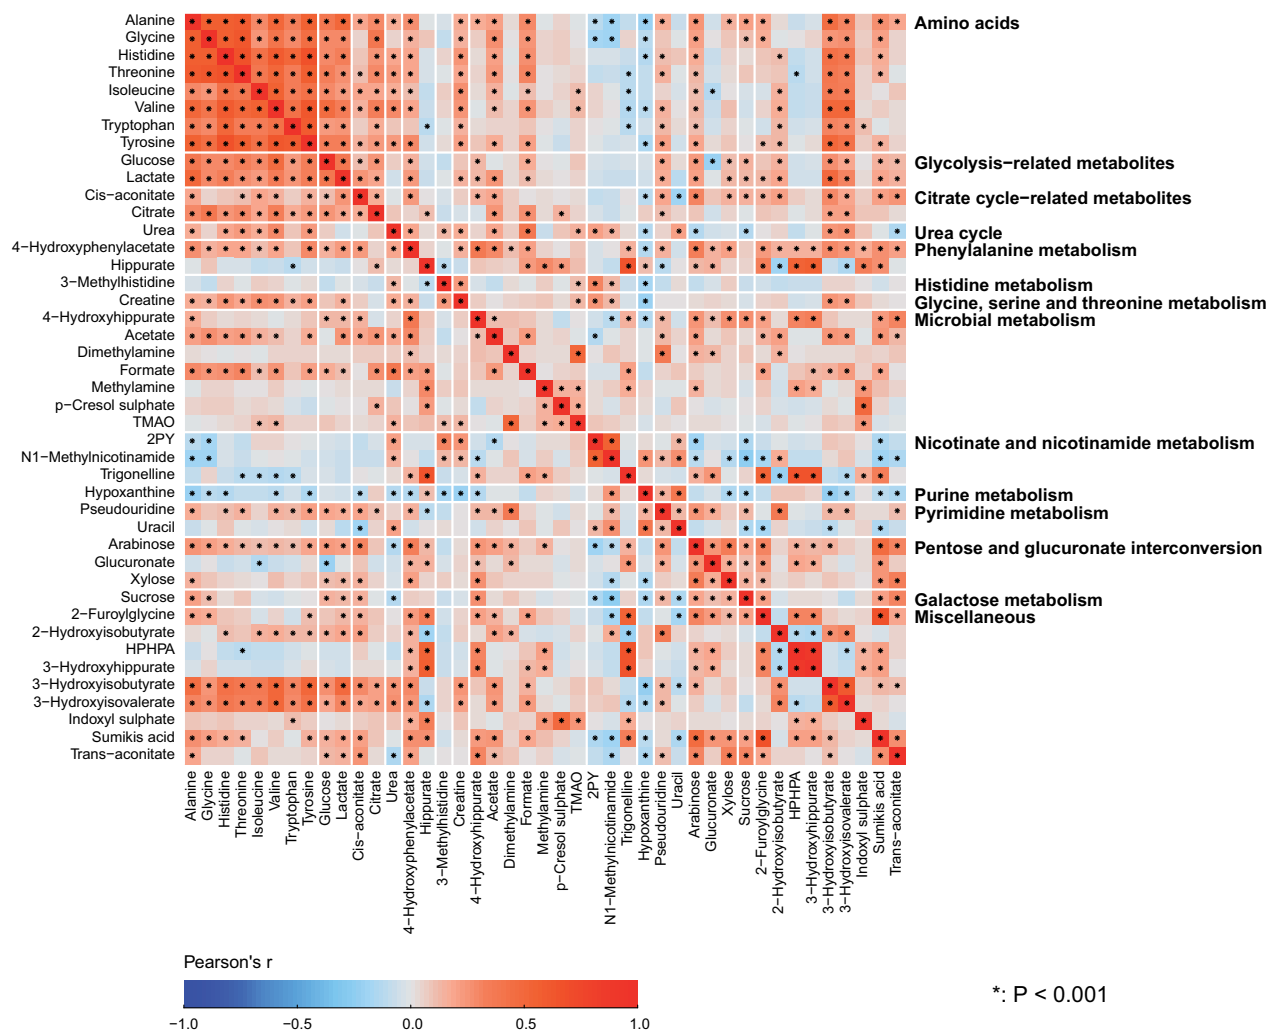 Alanine
Amino acids
Glycine
Histidine
Threonine
Isoleucine
Valine
Tryptophan
Tyrosine
Glucose
Glycolysis−related metabolites
Lactate
Cis−aconitate
Citrate cycle−related metabolites
Citrate
Urea
Urea cycle
4−Hydroxyphenylacetate
Phenylalanine metabolism
Hippurate
3−Methylhistidine
Histidine metabolism
Creatine
Glycine, serine and threonine metabolism
4−Hydroxyhippurate
Microbial metabolism
Acetate
Dimethylamine
Formate
Methylamine
p−Cresol sulphate
TMAO
2PY
Nicotinate and nicotinamide metabolism
N1−Methylnicotinamide
Trigonelline
Hypoxanthine
Purine metabolism
Pseudouridine
Pyrimidine metabolism
Uracil
Arabinose
Pentose and glucuronate interconversion
Glucuronate
Xylose
Sucrose
Galactose metabolism
2−Furoylglycine
Miscellaneous
2−Hydroxyisobutyrate
HPHPA
3−Hydroxyhippurate
3−Hydroxyisobutyrate
3−Hydroxyisovalerate
Indoxyl sulphate
Sumikis acid
Trans−aconitate
Alanine
Glycine
Histidine
Threonine
Isoleucine
Valine
Tryptophan
Tyrosine
Glucose
Lactate
Cis−aconitate
Citrate
Urea
4−Hydroxyphenylacetate
Hippurate
3−Methylhistidine
Creatine
4−Hydroxyhippurate
Acetate
Dimethylamine
Formate
Methylamine
p−Cresol sulphate
TMAO
2PY
N1−Methylnicotinamide
Trigonelline
Hypoxanthine
Pseudouridine
Uracil
Arabinose
Glucuronate
Xylose
Sucrose
2−Furoylglycine
2−Hydroxyisobutyrate
HPHPA
3−Hydroxyhippurate
3−Hydroxyisobutyrate
3−Hydroxyisovalerate
Indoxyl sulphate
Sumikis acid
Trans−aconitate
Pearson's r
−1.0 −0.5 0.0 0.5 1.0
*: P < 0.001